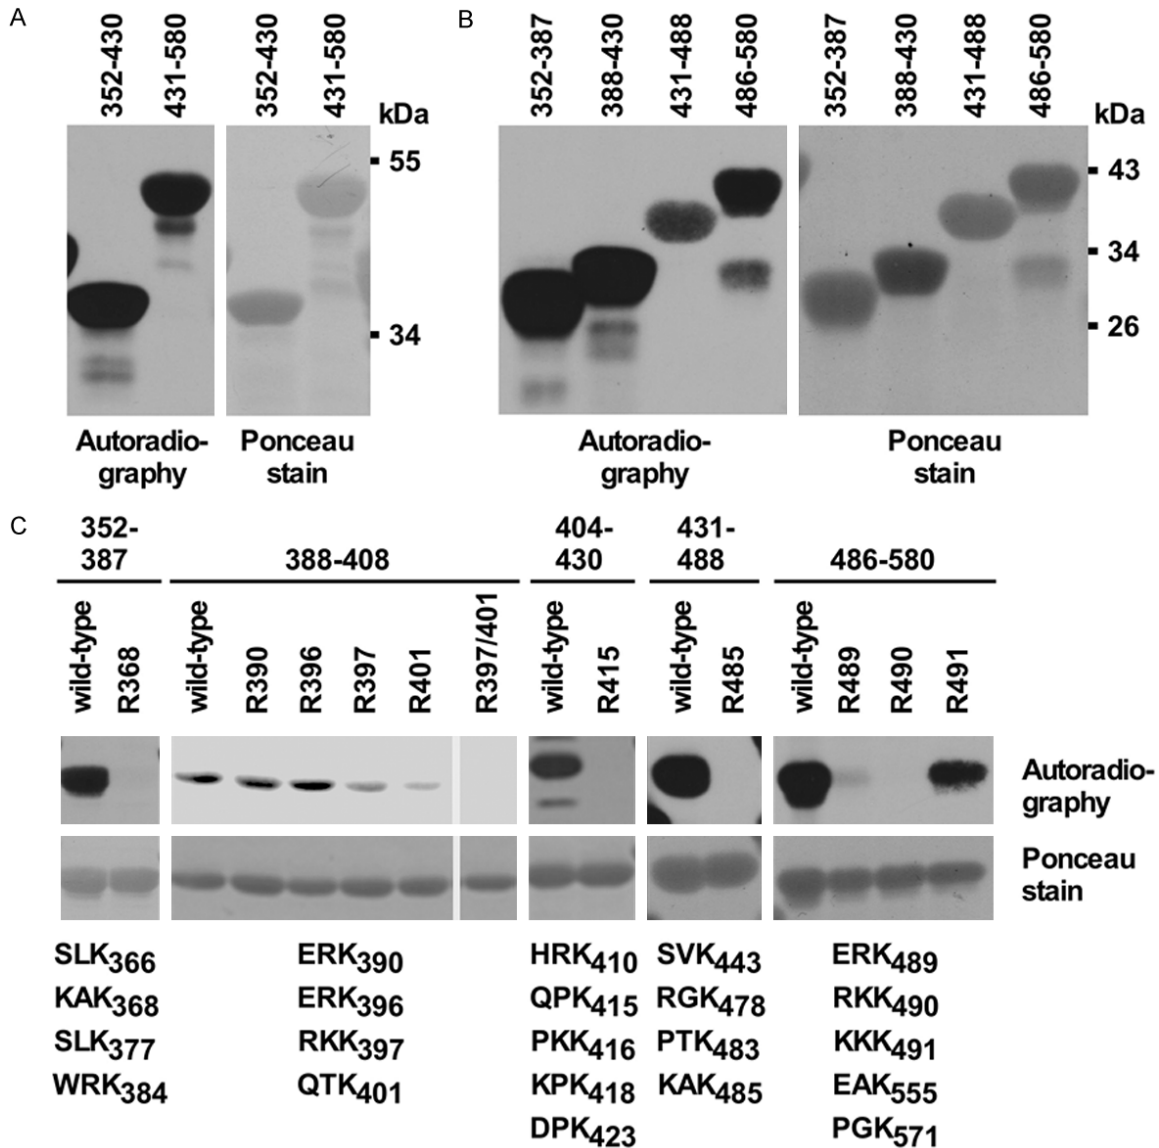 A
352-430
431-580
352-430
431-580
kDa
55
34
Autoradio-
graphy
Ponceau
stain
B
352-387
388-430
431-488
486-580
352-387
388-430
431-488
486-580
kDa
43
34
26
Autoradio-
graphy
Ponceau
stain
C
352-
387
388-408
404-
430
431-
488
486-580
wild-type
R368
wild-type
R390
R396
R397
R401
R397/401
wild-type
R415
wild-type
R485
wild-type
R489
R490
R491
Autoradio-
graphy
Ponceau
stain
SLK366
KAK368
SLK377
WRK384
ERK390
ERK396
RKK397
QTK401
HRK410
QPK415
PKK416
KPK418
DPK423
SVK443
RGK478
PTK483
KAK485
ERK489
RKK490
KKK491
EAK555
PGK571